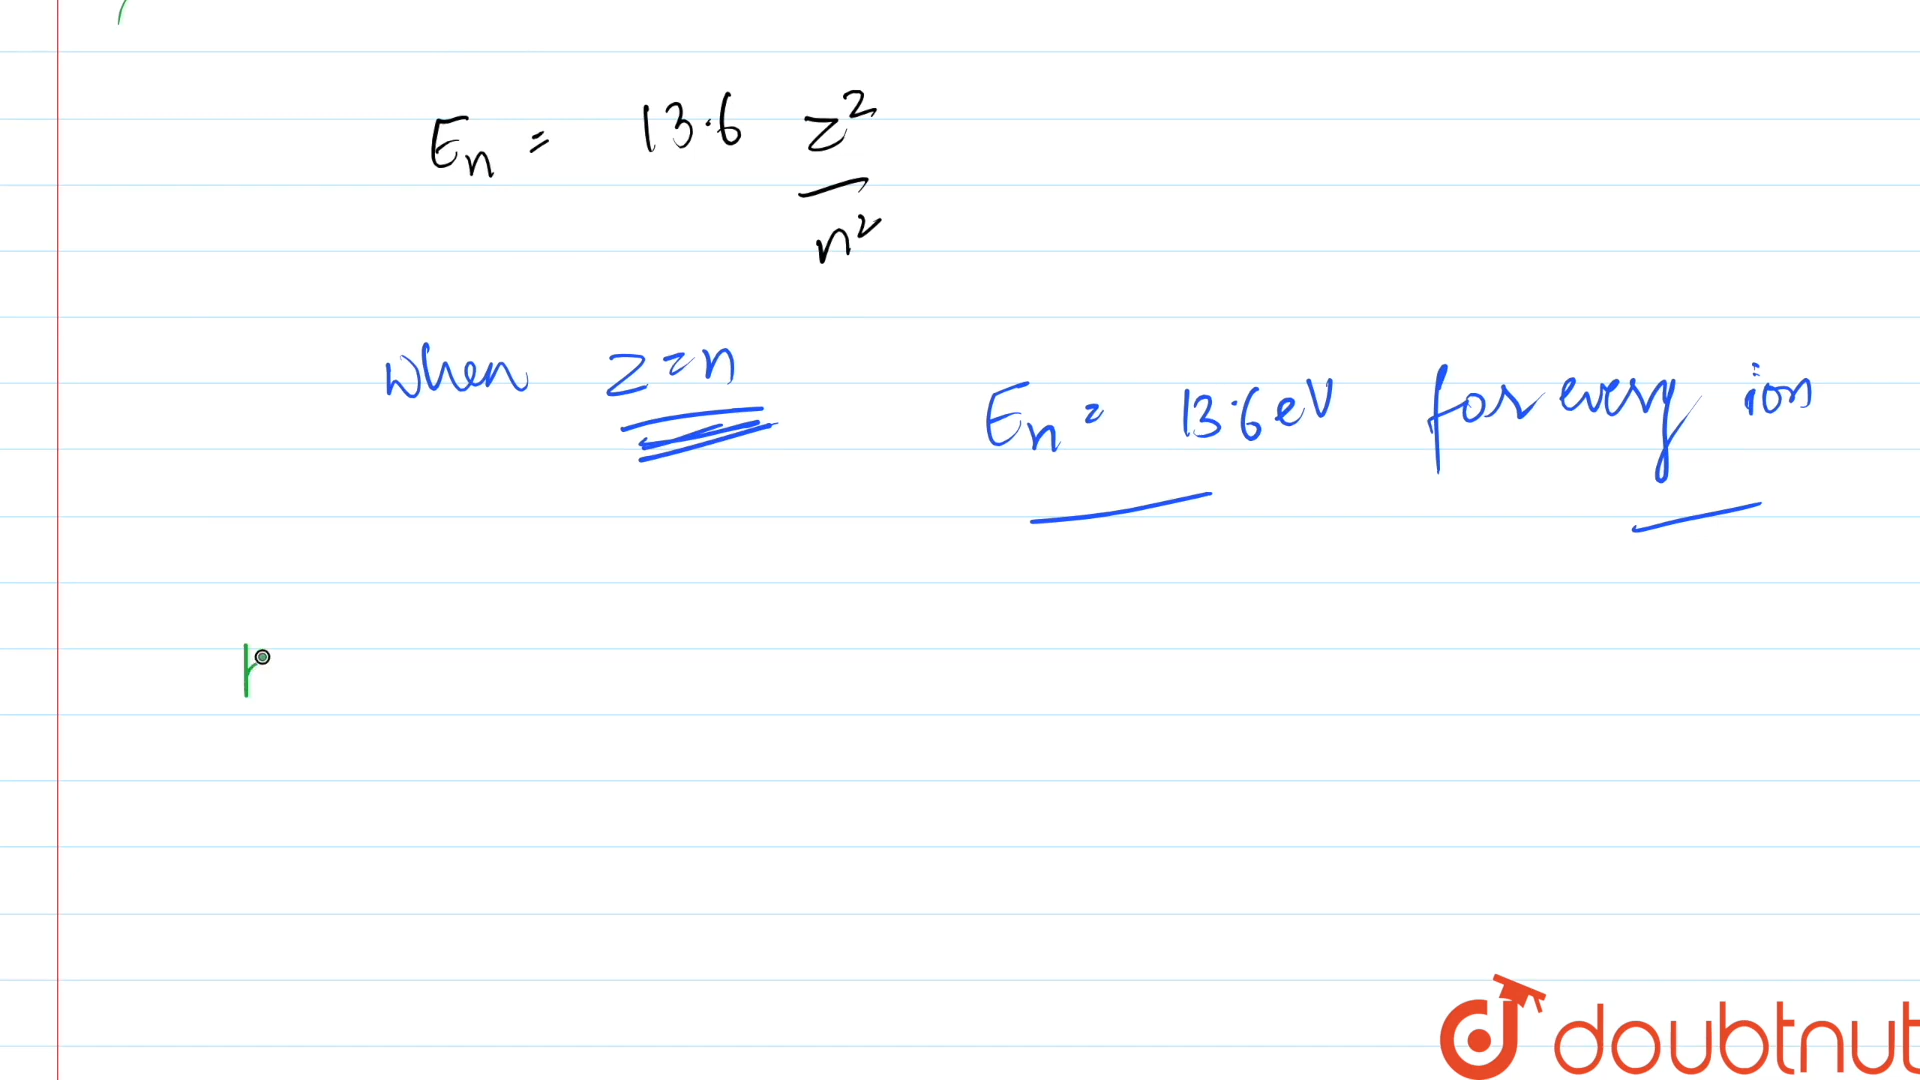 En = 13.6 z²/n²
when z=n En = 13.6eV for every ion
doubtnut